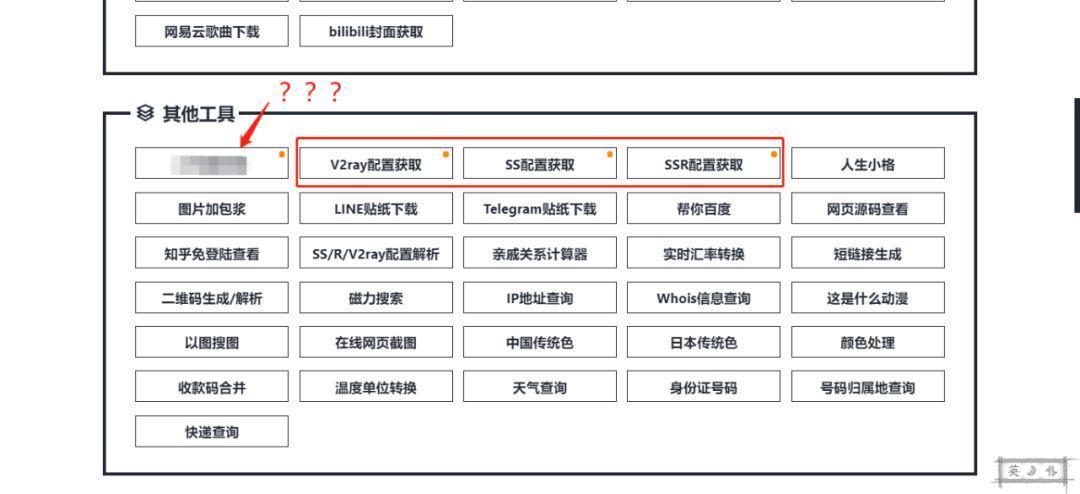 网易云歌曲下载 bilibili封面获取
？？？
其他工具
V2ray配置获取 SS配置获取 SSR配置获取 人生小格
图片加包浆 LINE贴纸下载 Telegram贴纸下载 帮你百度 网页源码查看
知乎免登陆查看 SS/R/V2ray配置解析 亲戚关系计算器 实时汇率转换 短链接生成
二维码生成/解析 磁力搜索 IP地址查询 Whois信息查询 这是什么动漫
以图搜图 在线网页截图 中国传统色 日本传统色 颜色处理
收款码合并 温度单位转换 天气查询 身份证号码 号码归属地查询
快递查询
英